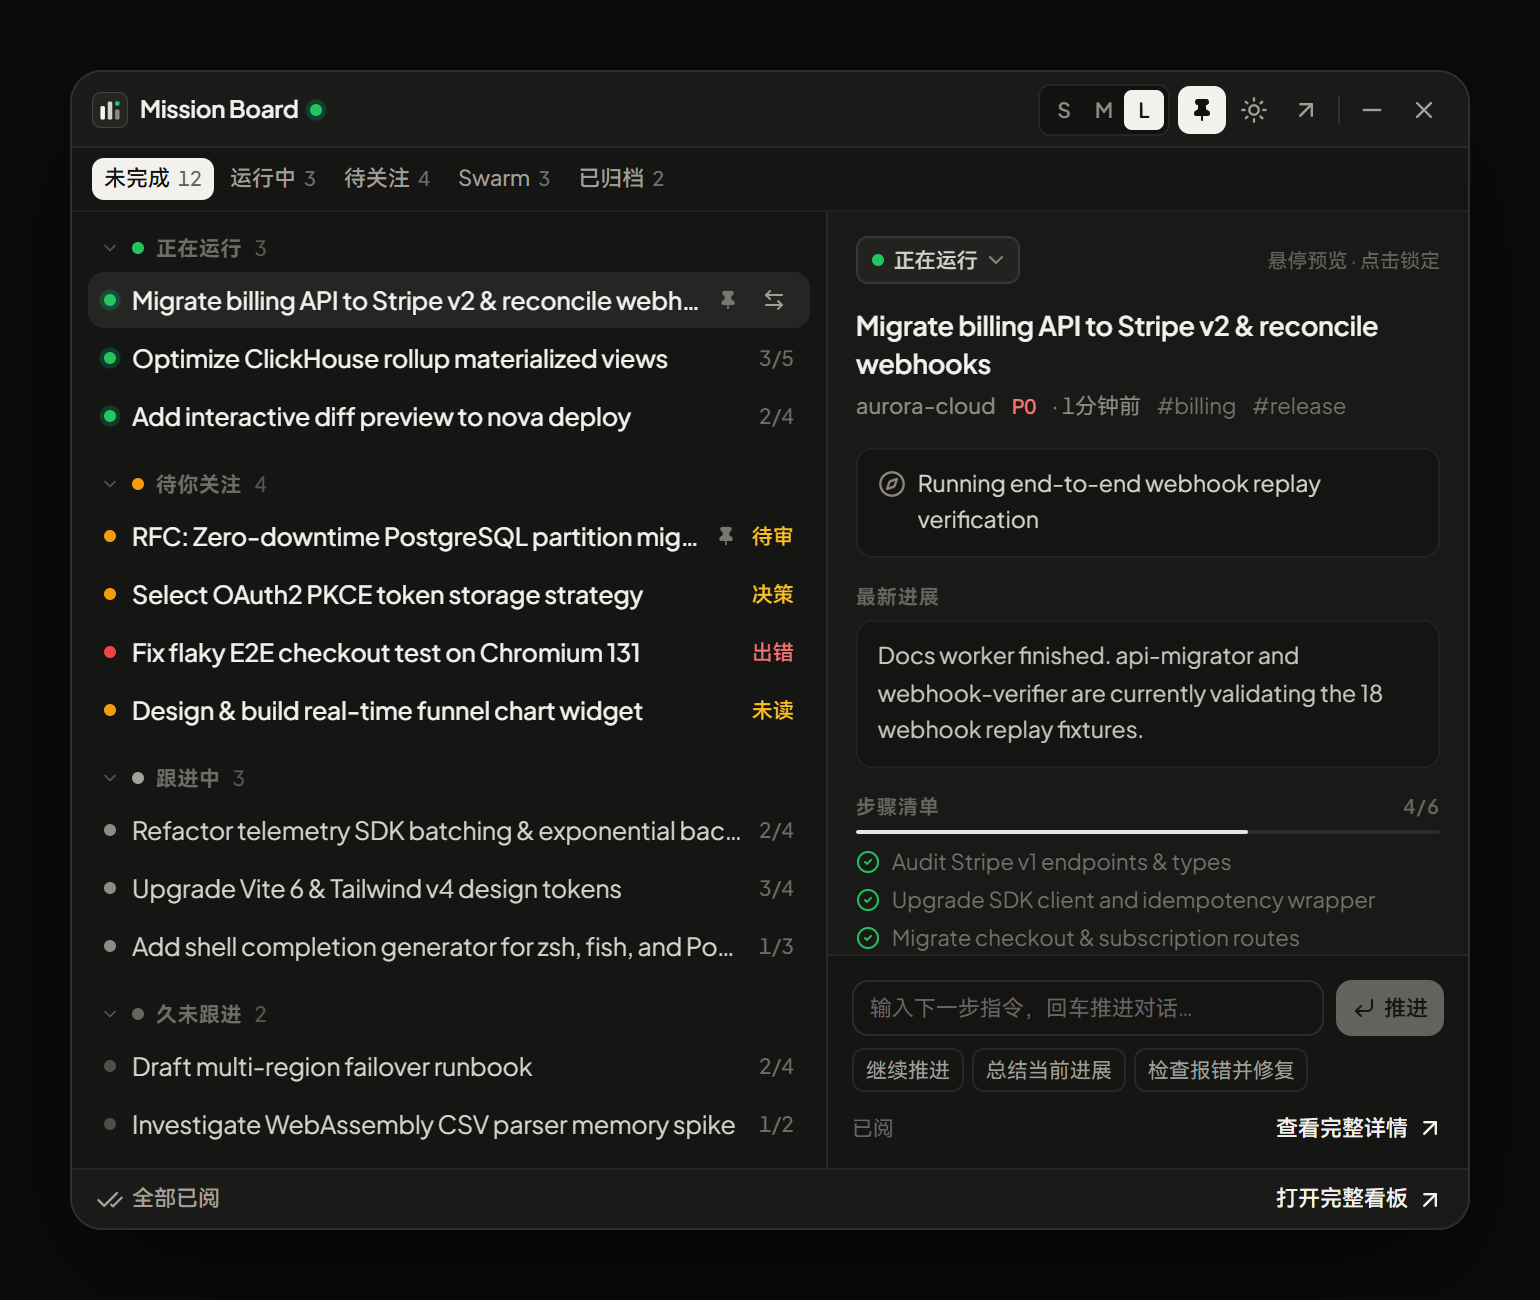 Mission Board
S M L
未完成 12 运行中 3 待关注 4 Swarm 3 已归档 2
正在运行 3
Migrate billing API to Stripe v2 & reconcile webh...
Optimize ClickHouse rollup materialized views 3/5
Add interactive diff preview to nova deploy 2/4
待你关注 4
RFC: Zero-downtime PostgreSQL partition mig... 待审
Select OAuth2 PKCE token storage strategy 决策
Fix flaky E2E checkout test on Chromium 131 出错
Design & build real-time funnel chart widget 未读
跟进中 3
Refactor telemetry SDK batching & exponential bac... 2/4
Upgrade Vite 6 & Tailwind v4 design tokens 3/4
Add shell completion generator for zsh, fish, and Po... 1/3
久未跟进 2
Draft multi-region failover runbook 2/4
Investigate WebAssembly CSV parser memory spike 1/2
正在运行 悬停预览 · 点击锁定
Migrate billing API to Stripe v2 & reconcile
webhooks
aurora-cloud P0 · 1分钟前 #billing #release
Running end-to-end webhook replay
verification
最新进展
Docs worker finished. api-migrator and
webhook-verifier are currently validating the 18
webhook replay fixtures.
步骤清单 4/6
Audit Stripe v1 endpoints & types
Upgrade SDK client and idempotency wrapper
Migrate checkout & subscription routes
输入下一步指令，回车推进对话... 推进
继续推进 总结当前进展 检查报错并修复
已阅 查看完整详情
全部已阅 打开完整看板